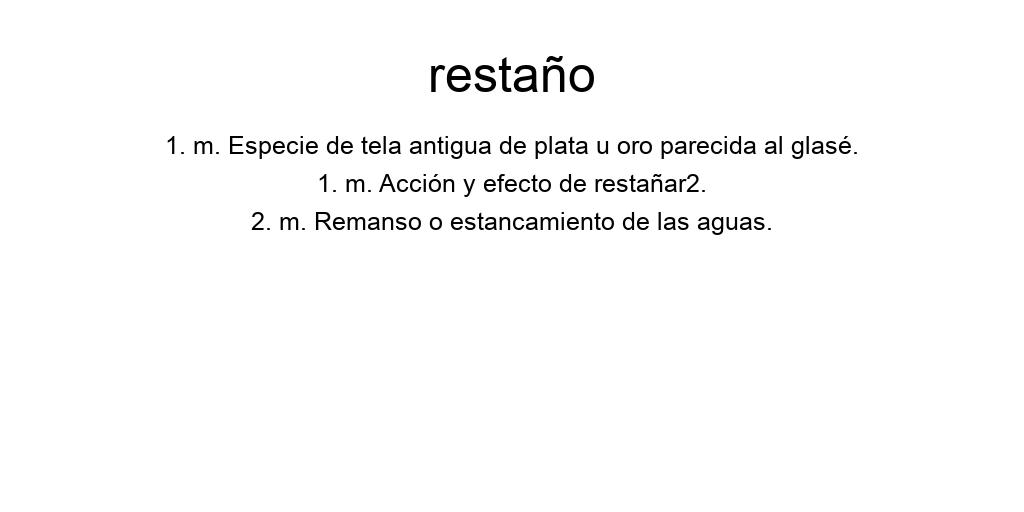 restaño
1. m. Especie de tela antigua de plata u oro parecida al glasé.
1. m. Acción y efecto de restañar2.
2. m. Remanso o estancamiento de las aguas.